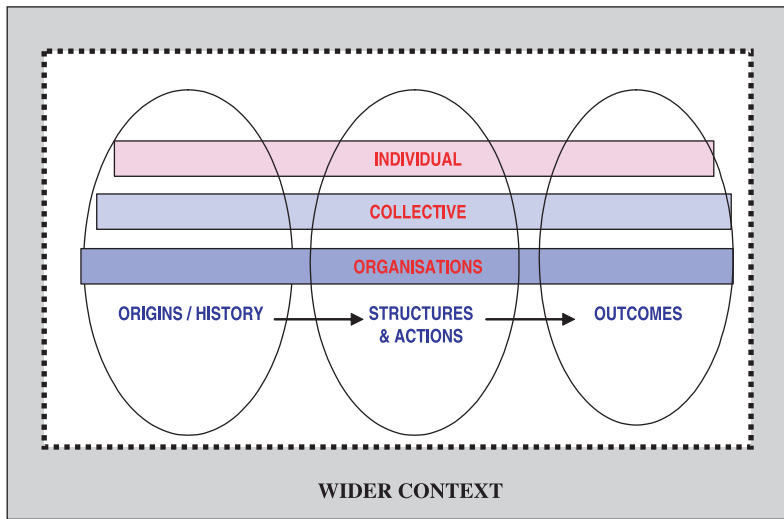 INDIVIDUAL
COLLECTIVE
ORGANISATIONS
ORIGINS / HISTORY
STRUCTURES
& ACTIONS
OUTCOMES
WIDER CONTEXT